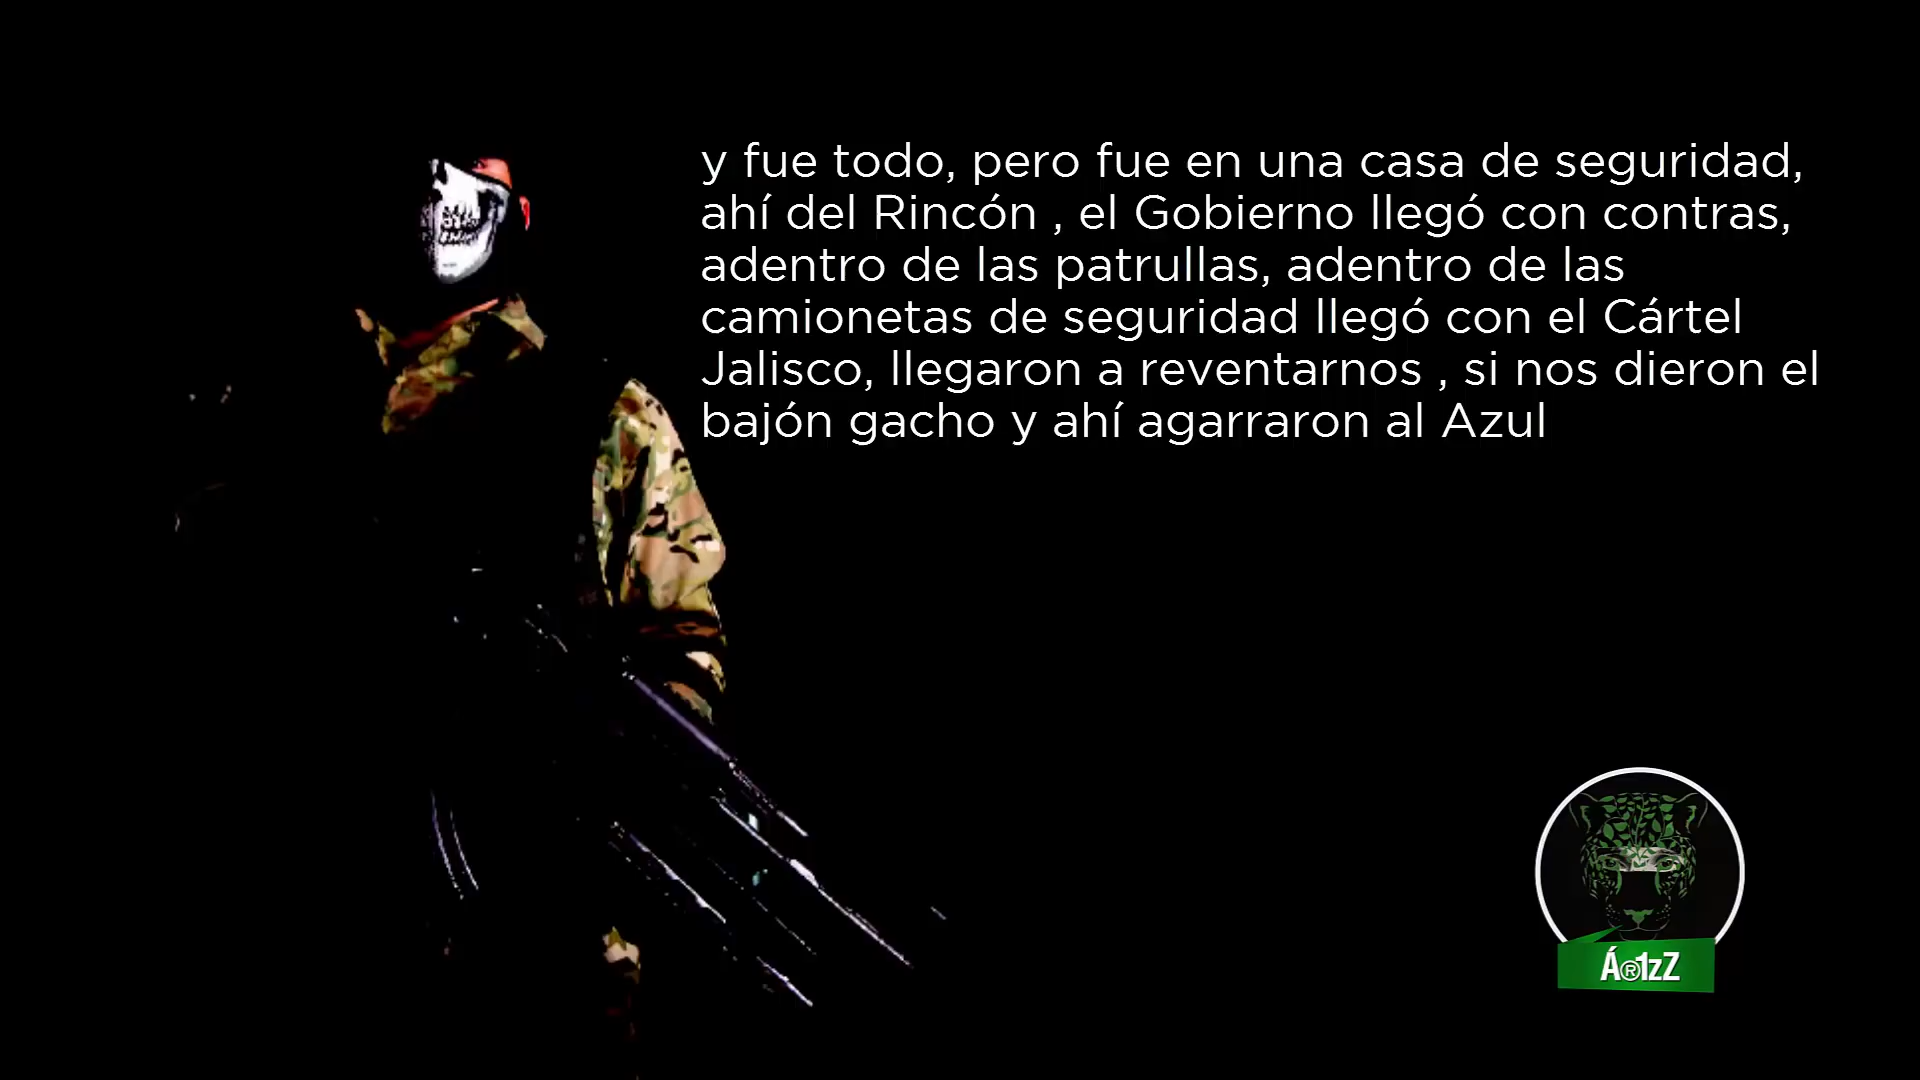 y fue todo, pero fue en una casa de seguridad,
ahí del Rincón , el Gobierno llegó con contras,
adentro de las patrullas, adentro de las
camionetas de seguridad llegó con el Cártel
Jalisco, llegaron a reventarnos , si nos dieron el
bajón gacho y ahí agarraron al Azul
Á®1zZ